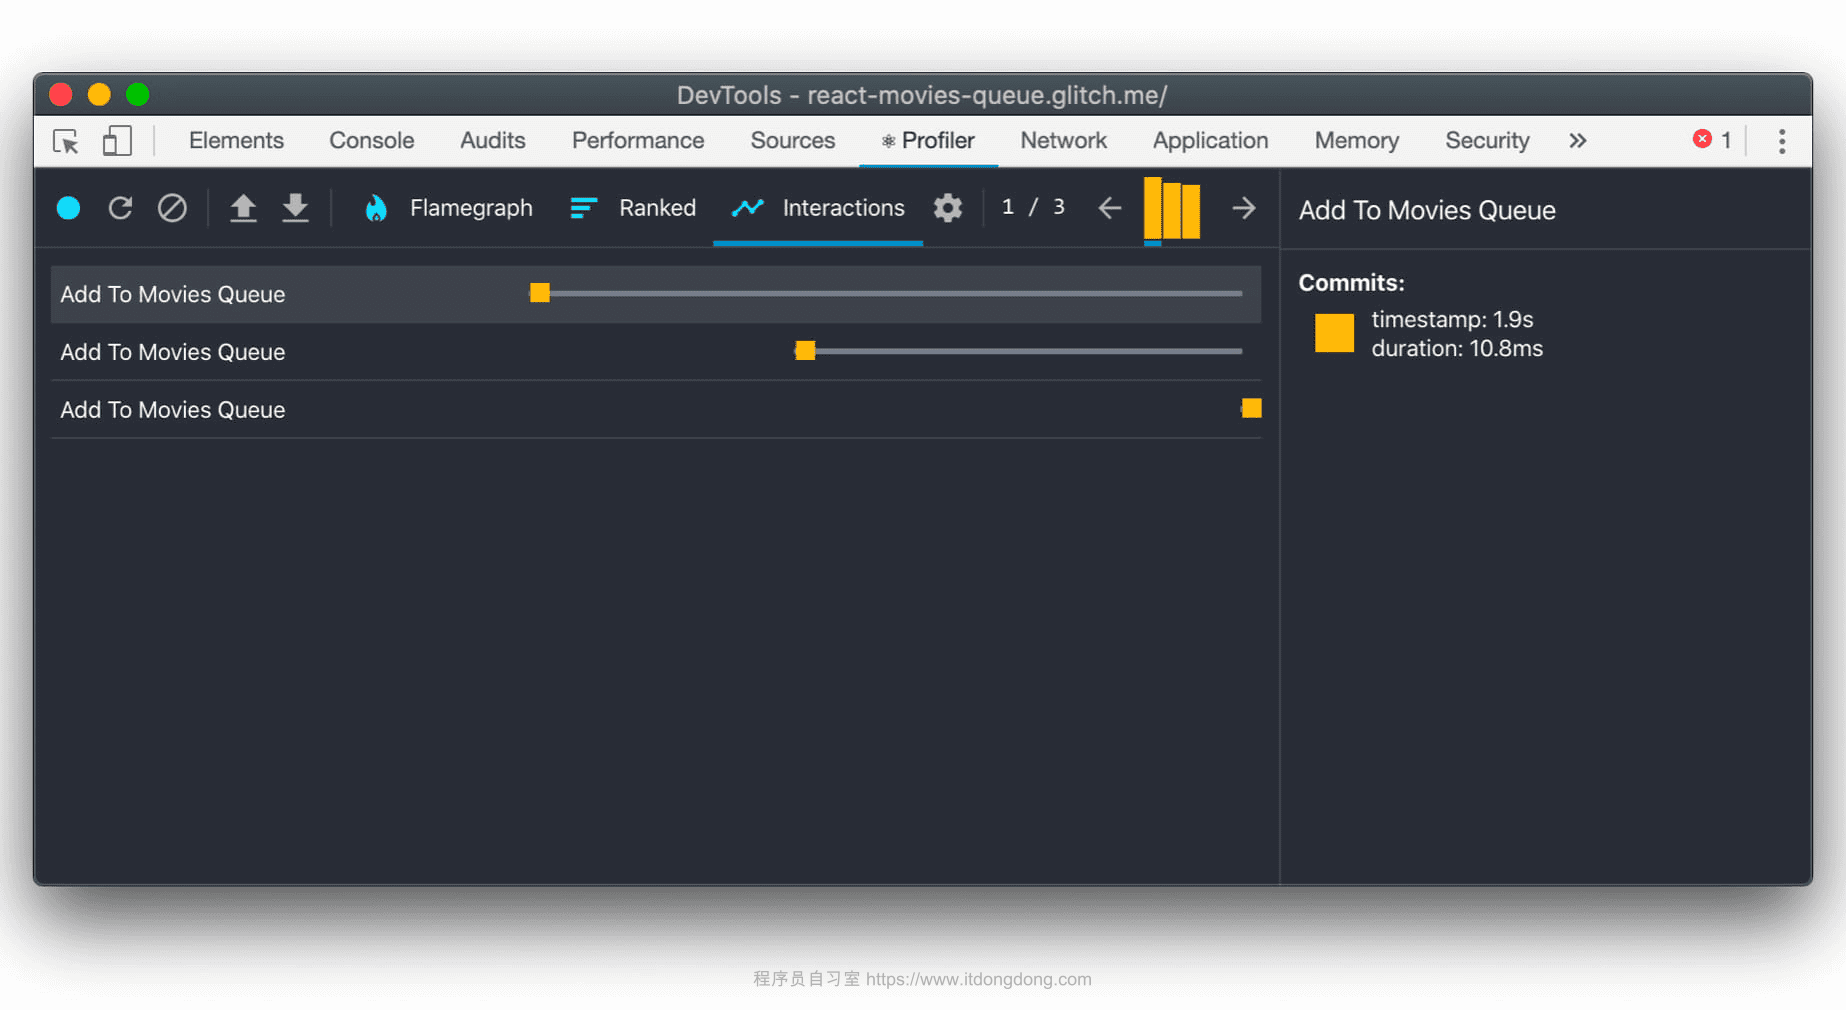 DevTools - react-movies-queue.glitch.me/
Elements Console Audits Performance Sources ⚛ Profiler Network Application Memory Security » 1
Flamegraph Ranked Interactions 1 / 3
Add To Movies Queue
Commits:
timestamp: 1.9s
duration: 10.8ms
Add To Movies Queue
Add To Movies Queue
Add To Movies Queue
程序员自习室 https://www.itdongdong.com